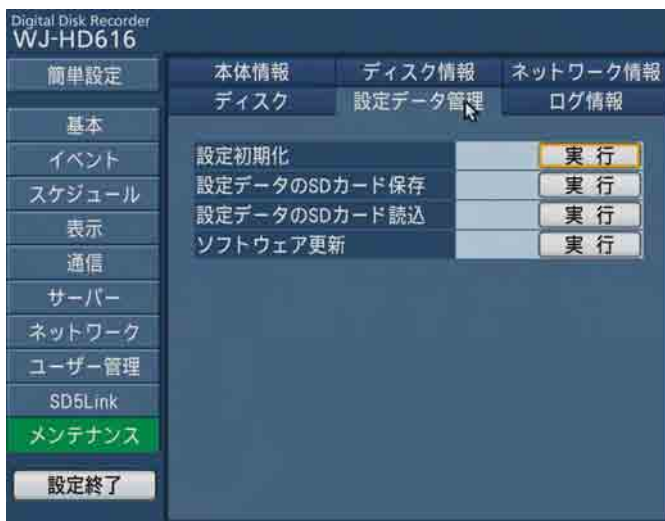 Digital Disk Recorder
WJ-HD616
簡単設定
基本
イベント
スケジュール
表示
通信
サーバー
ネットワーク
ユーザー管理
SD5Link
メンテナンス
設定終了
本体情報 ディスク情報 ネットワーク情報
ディスク 設定データ管理 ログ情報
設定初期化 実行
設定データのSDカード保存 実行
設定データのSDカード読込 実行
ソフトウェア更新 実行